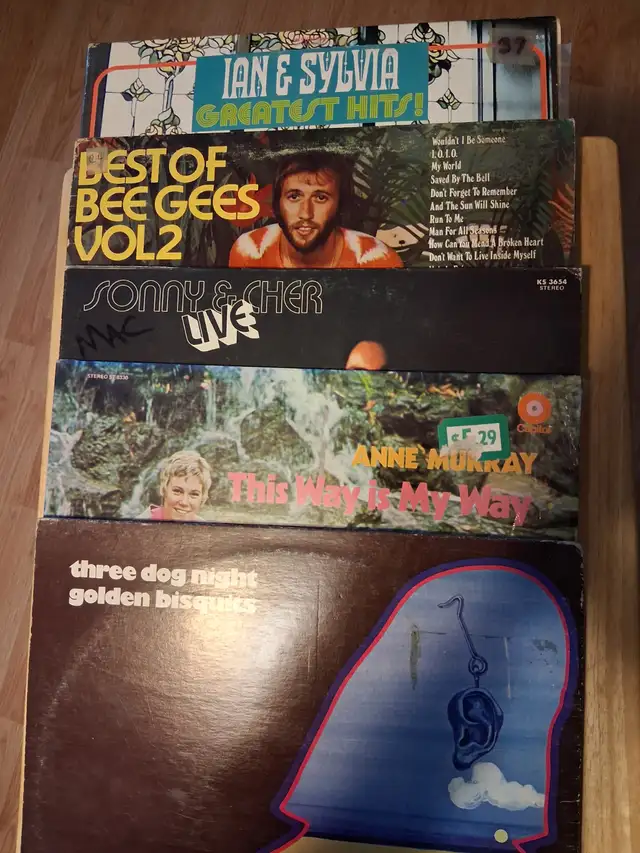 IAN & SYLVIA
GREATEST HITS!
37
BEST OF
BEE GEES
VOL 2
Wouldn't I Be Someone
I.O.I.O.
My World
Saved By The Bell
Don't Forget To Remember
And The Sun Will Shine
Run To Me
Man For All Seasons
How Can You Mend A Broken Heart
Don't Want To Live Inside Myself
SONNY & CHER
LIVE
MAC
KS 3654
STEREO
STEREO ST-6330
Capitol
$5.29
ANNE MURRAY
This Way is My Way
three dog night
golden bisquits